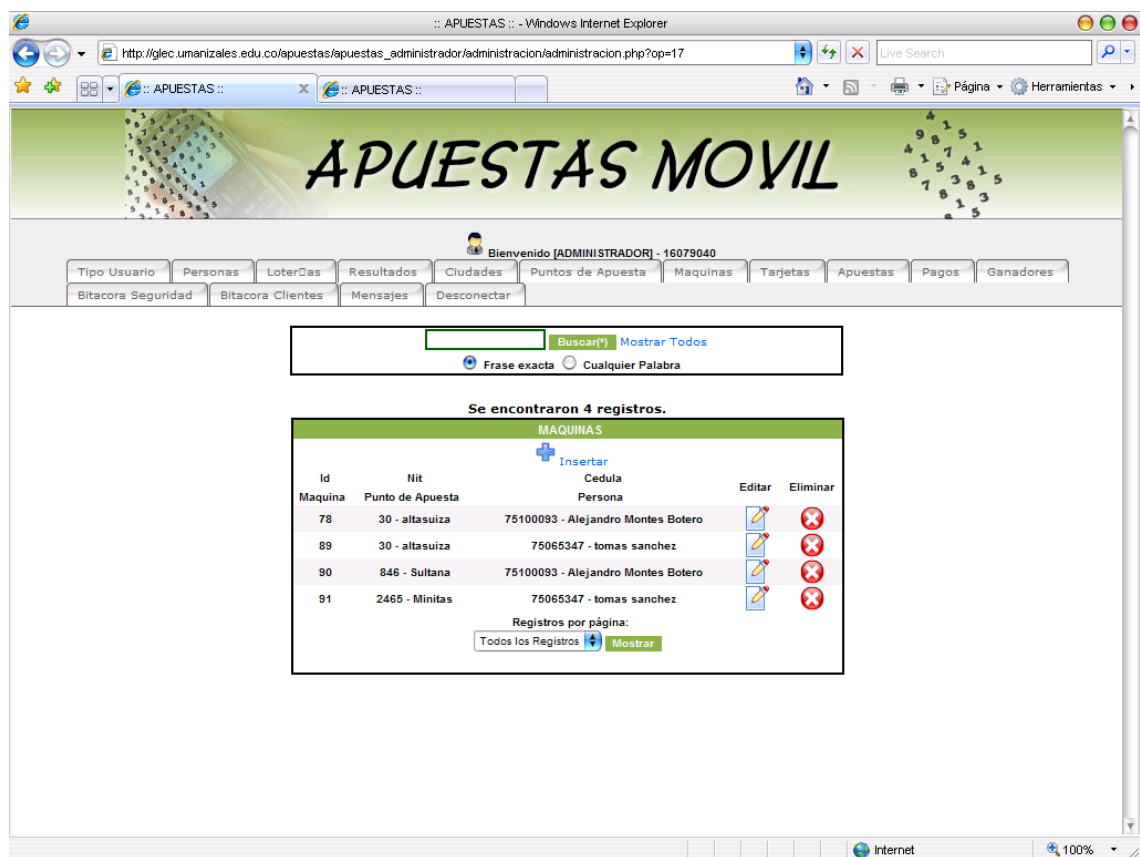 :: APUESTAS :: - Windows Internet Explorer
http://glec.umanizales.edu.co/apuestas/apuestas_administrador/administracion/administracion.php?op=17
Live Search
:: APUESTAS ::
:: APUESTAS ::
Página
Herramientas
APUESTAS MOVIL
Bienvenido [ADMINISTRADOR] - 16079040
Tipo Usuario Personas Loter□as Resultados Ciudades Puntos de Apuesta Maquinas Tarjetas Apuestas Pagos Ganadores
Bitacora Seguridad Bitacora Clientes Mensajes Desconectar
Buscar(*) Mostrar Todos
Frase exacta Cualquier Palabra
Se encontraron 4 registros.
MAQUINAS
Insertar
Id Nit Cedula
Maquina Punto de Apuesta Persona Editar Eliminar
78 30 - altasuiza 75100093 - Alejandro Montes Botero
89 30 - altasuiza 75065347 - tomas sanchez
90 846 - Sultana 75100093 - Alejandro Montes Botero
91 2465 - Minitas 75065347 - tomas sanchez
Registros por página:
Todos los Registros Mostrar
Internet
100%